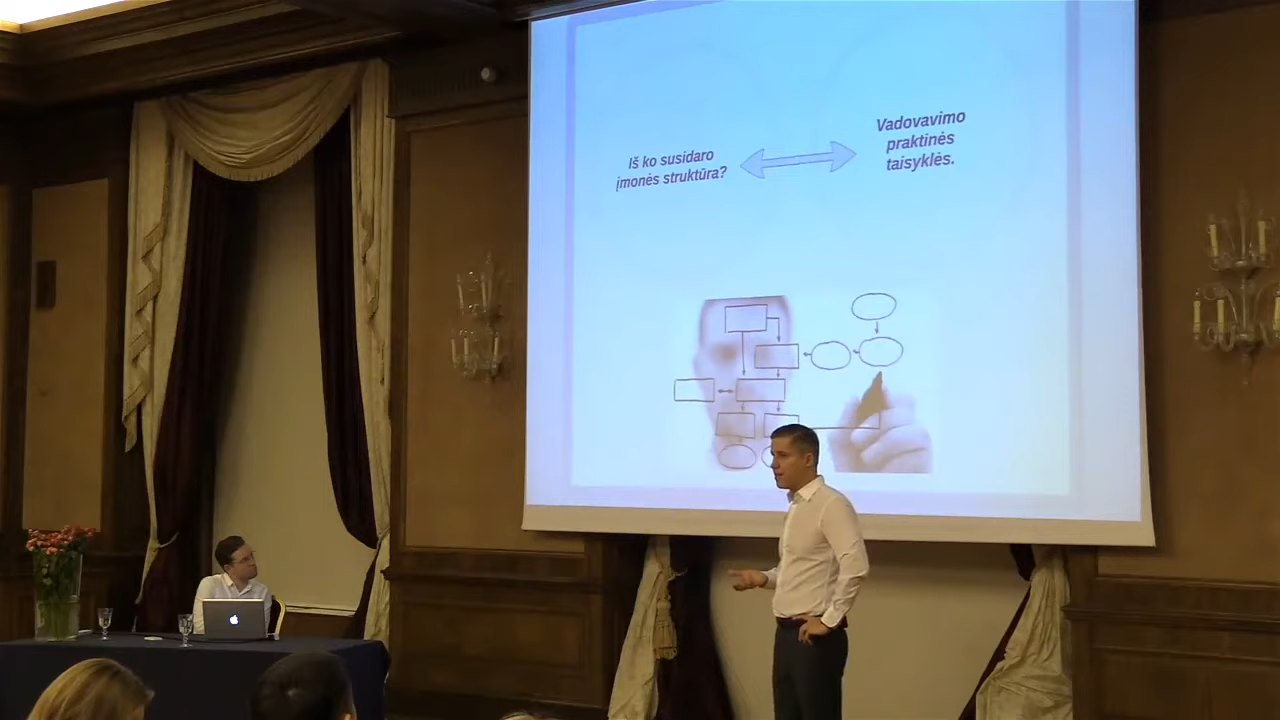 Iš ko susidaro
įmonės struktūra?
Vadovavimo
praktinės
taisyklės.